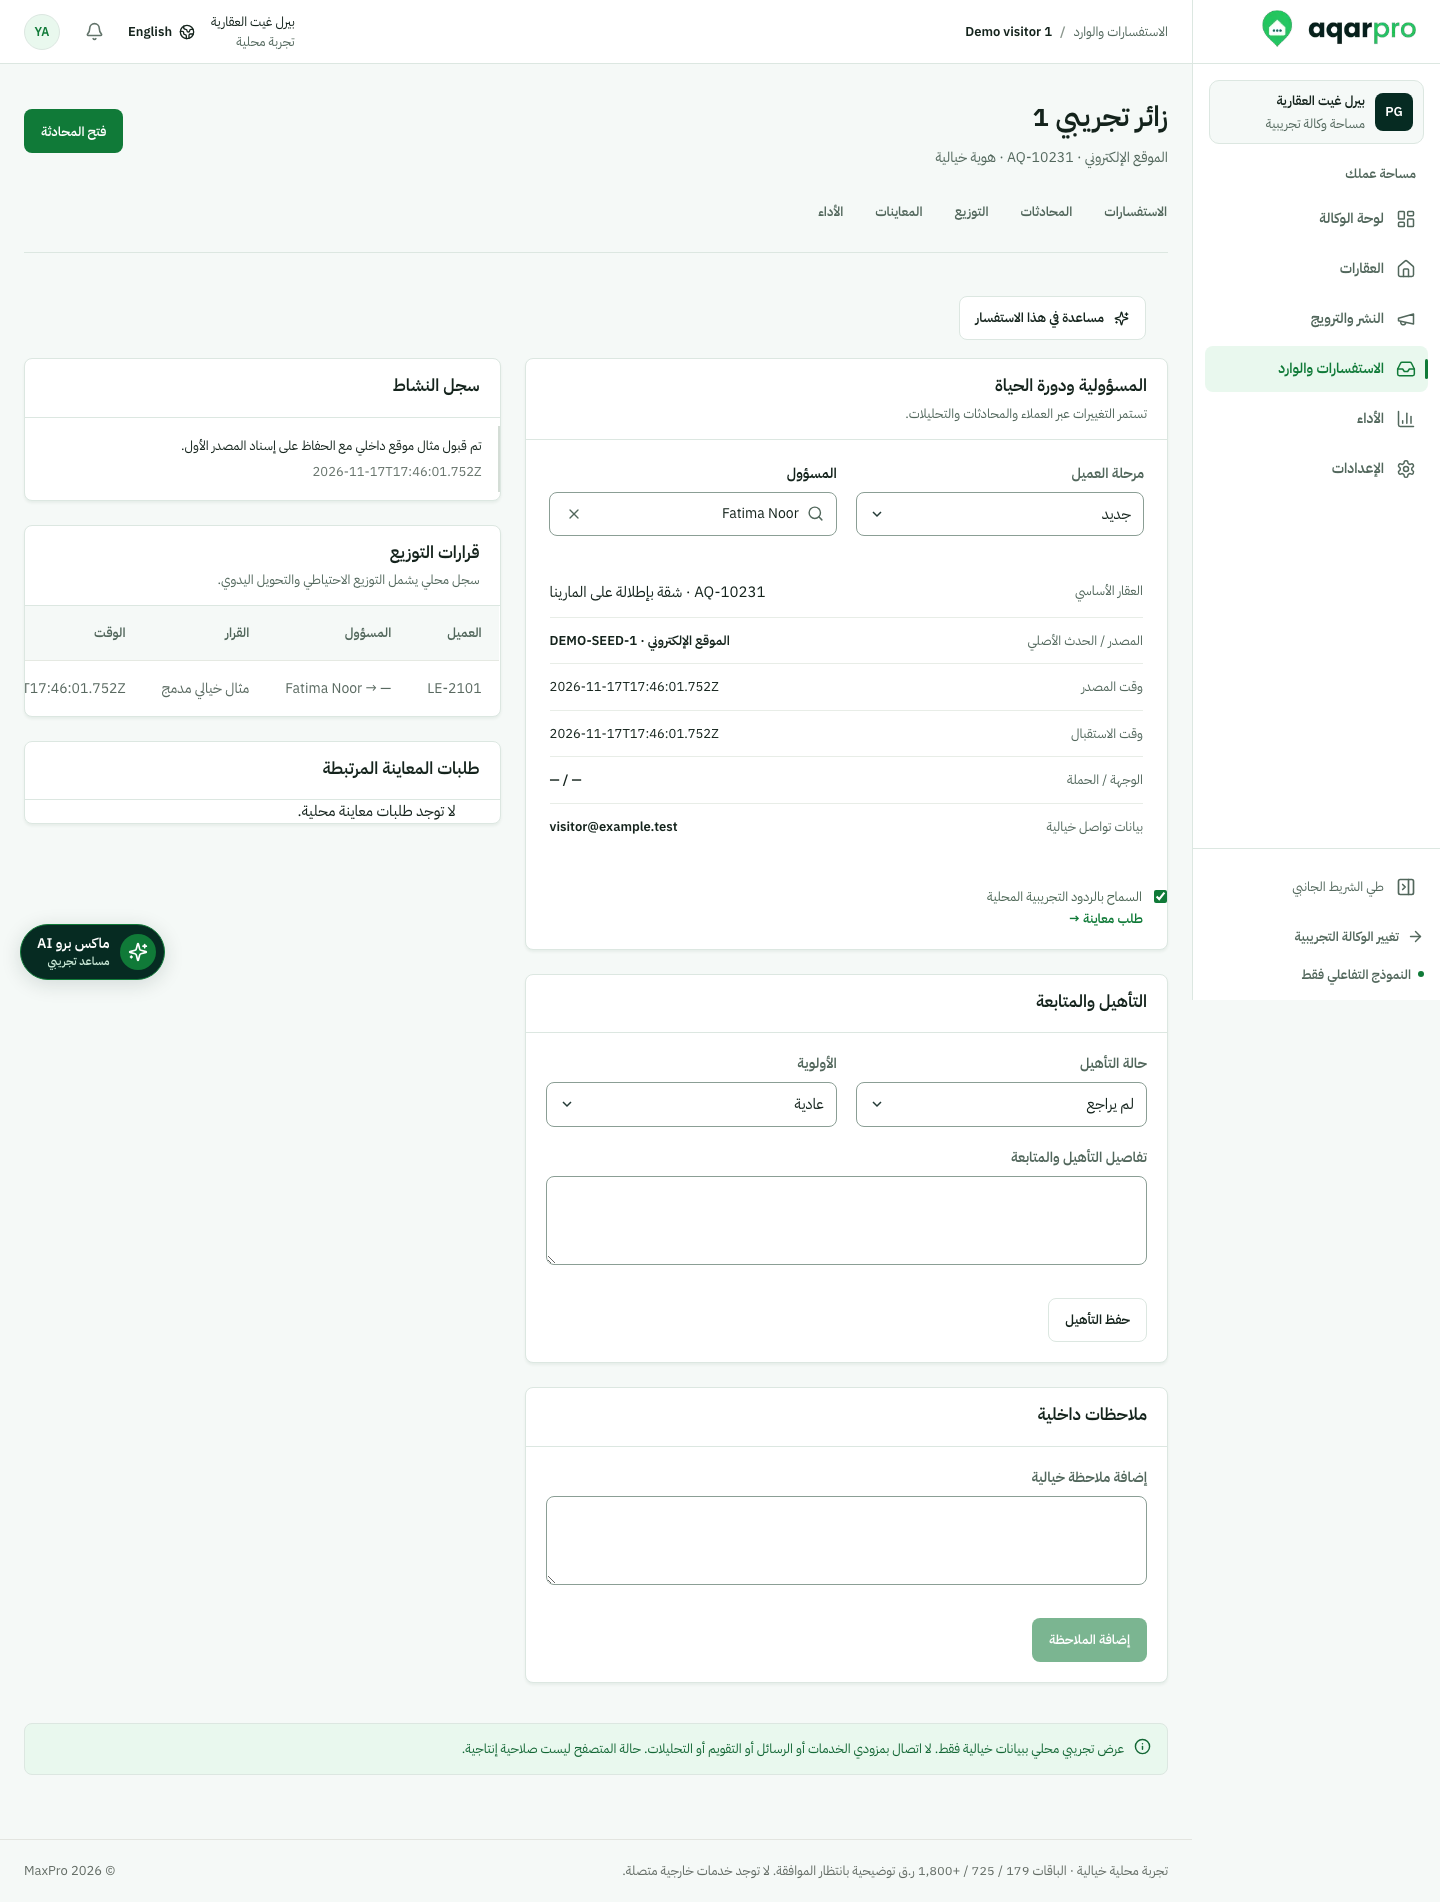 aqarpro
الاستفسارات والوارد / Demo visitor 1
بيرل غيت العقارية
تجربة محلية
English
YA
PG
بيرل غيت العقارية
مساحة وكالة تجريبية
مساحة عملك
لوحة الوكالة
العقارات
النشر والترويج
الاستفسارات والوارد
الأداء
الإعدادات
طي الشريط الجانبي
تغيير الوكالة التجريبية
النموذج التفاعلي فقط
زائر تجريبي 1
الموقع الإلكتروني · AQ-10231 · هوية خيالية
فتح المحادثة
الاستفسارات
المحادثات
التوزيع
المعاينات
الأداء
مساعدة في هذا الاستفسار
المسؤولية ودورة الحياة
تستمر التغييرات عبر العملاء والمحادثات والتحليلات.
مرحلة العميل
جديد
المسؤول
Fatima Noor
العقار الأساسي
AQ-10231 · شقة بإطلالة على المارينا
المصدر / الحدث الأصلي
الموقع الإلكتروني · DEMO-SEED-1
وقت المصدر
2026-11-17T17:46:01.752Z
وقت الاستقبال
2026-11-17T17:46:01.752Z
الوجهة / الحملة
— / —
بيانات تواصل خيالية
visitor@example.test
السماح بالردود التجريبية المحلية
طلب معاينة →
سجل النشاط
تم قبول مثال موقع داخلي مع الحفاظ على إسناد المصدر الأول.
2026-11-17T17:46:01.752Z
قرارات التوزيع
سجل محلي يشمل التوزيع الاحتياطي والتحويل اليدوي.
العميل
المسؤول
القرار
الوقت
LE-2101
Fatima Noor → —
مثال خيالي مدمج
T17:46:01.752Z
طلبات المعاينة المرتبطة
لا توجد طلبات معاينة محلية.
ماكس برو AI
مساعد تجريبي
التأهيل والمتابعة
حالة التأهيل
لم يراجع
الأولوية
عادية
تفاصيل التأهيل والمتابعة
حفظ التأهيل
ملاحظات داخلية
إضافة ملاحظة خيالية
إضافة الملاحظة
عرض تجريبي محلي ببيانات خيالية فقط. لا اتصال بمزودي الخدمات أو الرسائل أو التقويم أو التحليلات. حالة المتصفح ليست صلاحية إنتاجية.
تجربة محلية خيالية · الباقات 179 / 725 / +1,800 ر.ق توضيحية بانتظار الموافقة. لا توجد خدمات خارجية متصلة.
© 2026 MaxPro